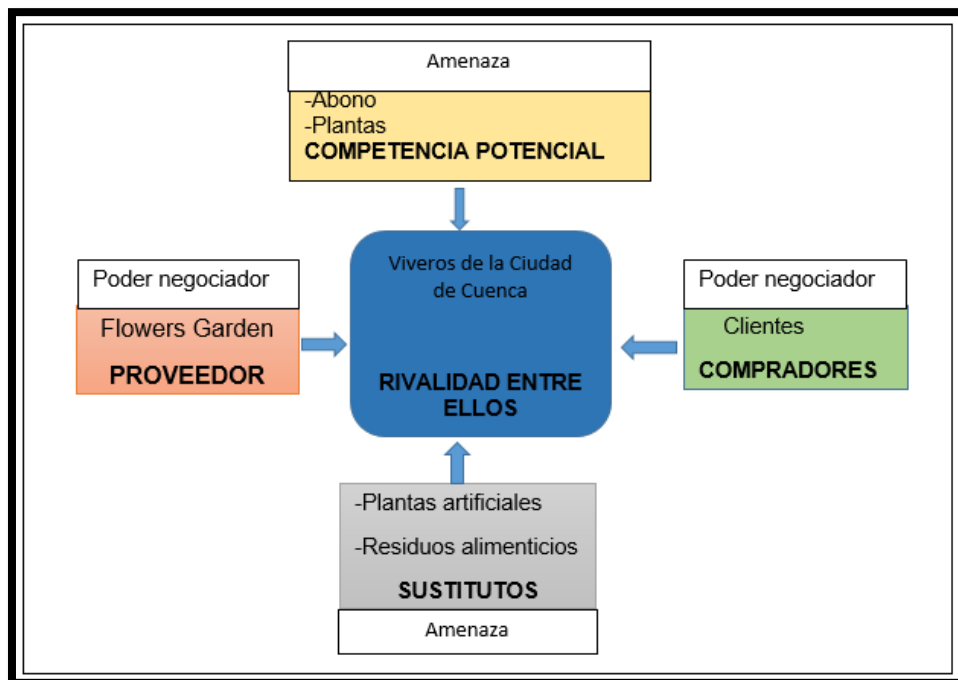 Amenaza
-Abono
-Plantas
COMPETENCIA POTENCIAL
Poder negociador
Flowers Garden
PROVEEDOR
Viveros de la Ciudad
de Cuenca
RIVALIDAD ENTRE
ELLOS
Poder negociador
Clientes
COMPRADORES
-Plantas artificiales
-Residuos alimenticios
SUSTITUTOS
Amenaza